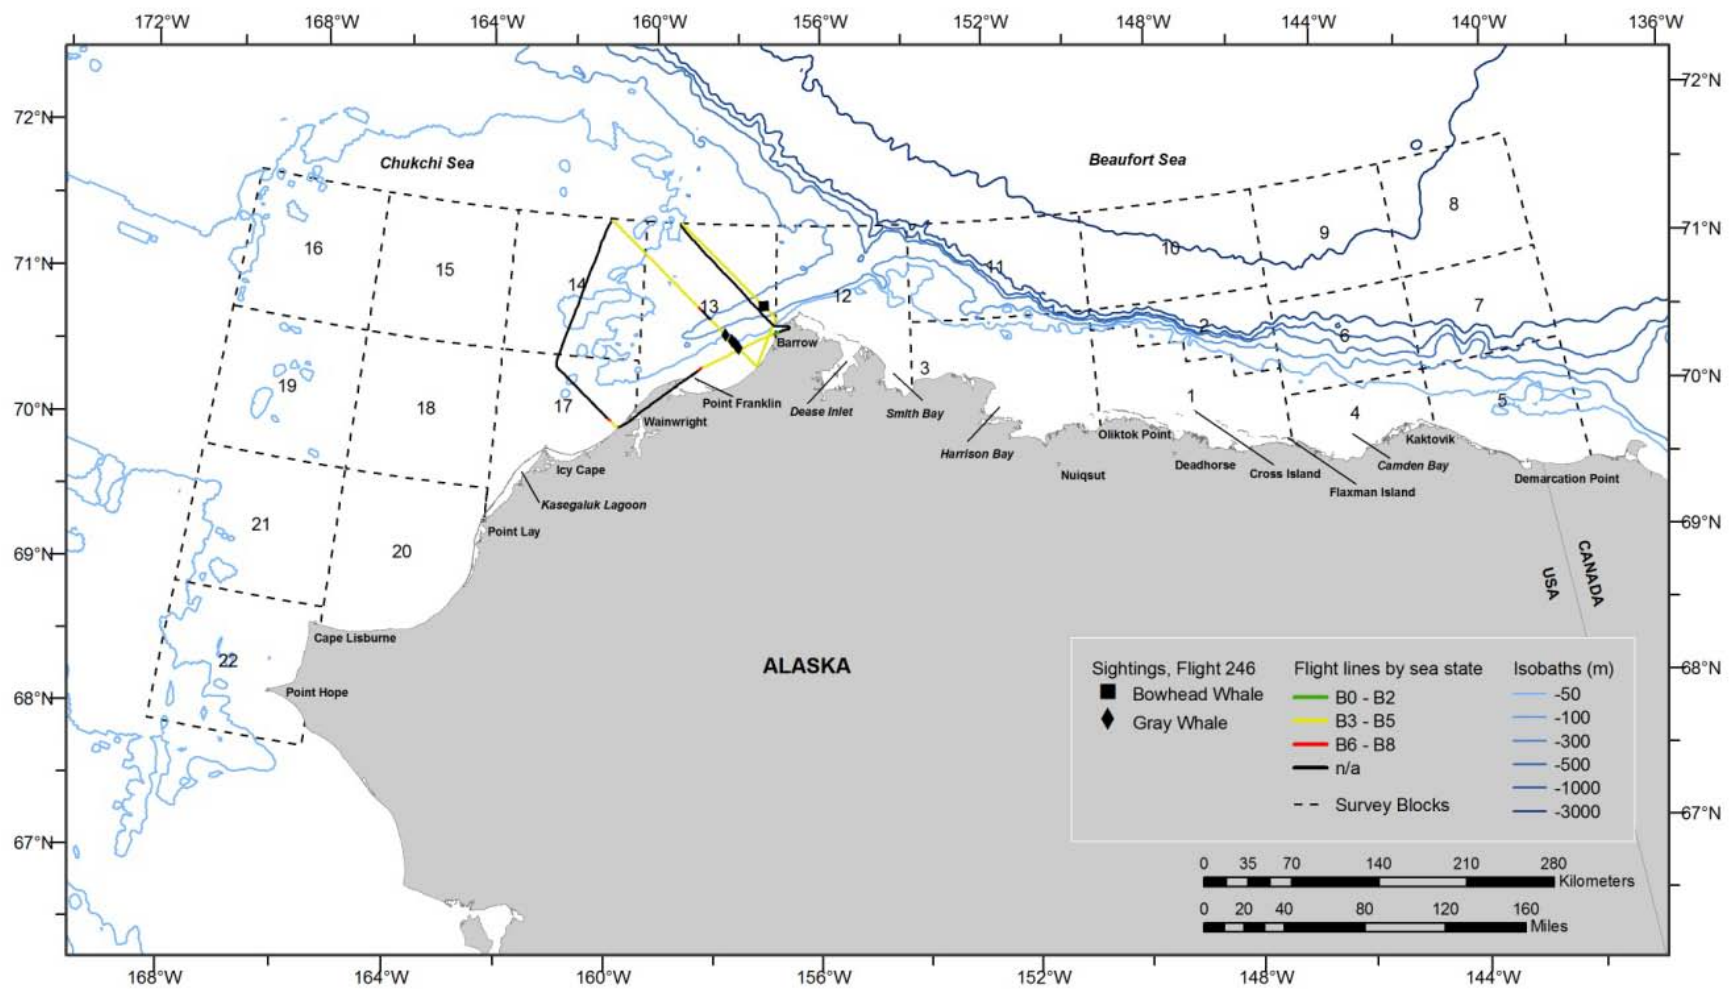 172°W 168°W 164°W 160°W 156°W 152°W 148°W 144°W 140°W 136°W
72°N 72°N
Chukchi Sea Beaufort Sea
8
9
16 10 71°N
15 11
71°N
14 12 7
13 2 6
Barrow
70°N
3
19 Point Franklin Dease Inlet Smith Bay 1 5
18 17 4
70°N
Wainwright Harrison Bay Oliktok Point Kaktovik
Icy Cape Nuiqsut Deadhorse Cross Island Camden Bay Demarcation Point
Flaxman Island
Kasegaluk Lagoon
21 69°N
Point Lay
20
69°N
USA CANADA
Cape Lisburne
22 ALASKA 68°N
Point Hope
68°N
Sightings, Flight 246
Bowhead Whale
Gray Whale
Flight lines by sea state
B0 - B2
B3 - B5
B6 - B8
n/a
Survey Blocks
Isobaths (m)
-50
-100
-300
-500
-1000
-3000
67°N
67°N
0 35 70 140 210 280
Kilometers
0 20 40 80 120 160
Miles
168°W 164°W 160°W 156°W 152°W 148°W 144°W